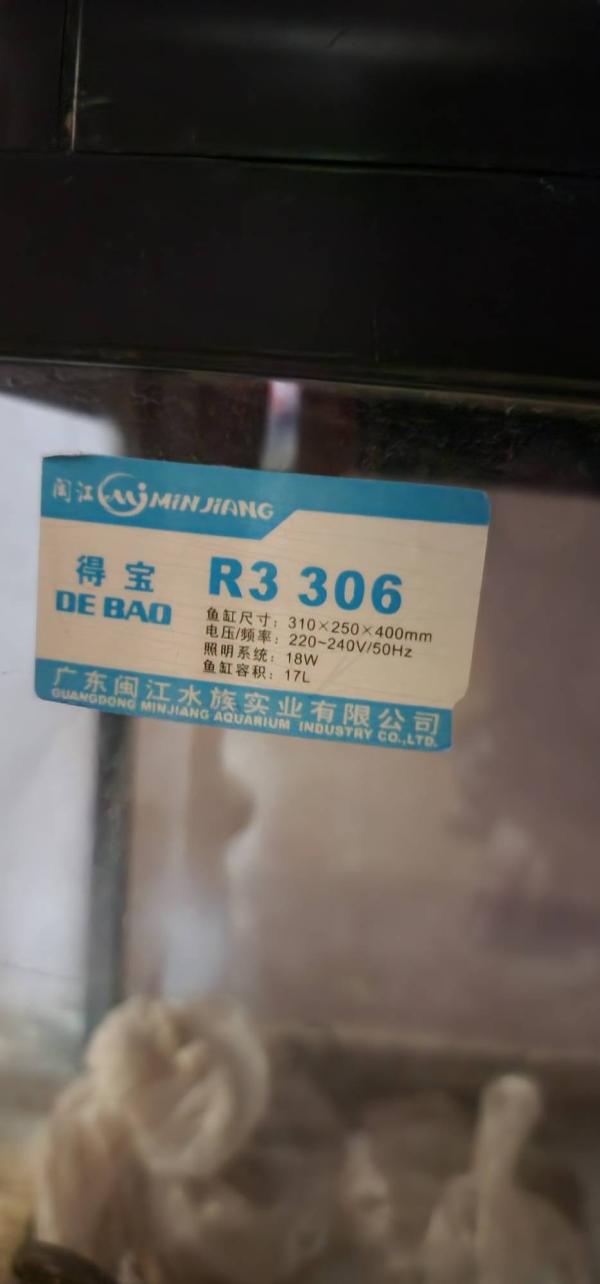 闽江 MJ MINJIANG
得宝 R3 306
DE BAO
鱼缸尺寸：310×250×400mm
电压/频率：220~240V/50Hz
照明系统：18W
鱼缸容积：17L
广东闽江水族实业有限公司
GUANGDONG MINJIANG AQUARIUM INDUSTRY CO.,LTD.